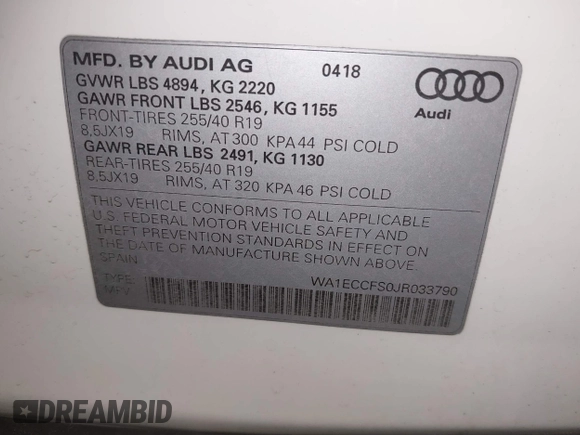 MFD. BY AUDI AG 0418
GVWR LBS 4894, KG 2220
GAWR FRONT LBS 2546, KG 1155
FRONT-TIRES 255/40 R19
8,5JX19 RIMS, AT 300 KPA 44 PSI COLD
GAWR REAR LBS 2491, KG 1130
REAR-TIRES 255/40 R19
8,5JX19 RIMS, AT 320 KPA 46 PSI COLD
Audi
THIS VEHICLE CONFORMS TO ALL APPLICABLE
U.S. FEDERAL MOTOR VEHICLE SAFETY AND
THEFT PREVENTION STANDARDS IN EFFECT ON
THE DATE OF MANUFACTURE SHOWN ABOVE.
SPAIN
WA1ECCFS0JR033790
TYPE:
MPV
DREAMBID